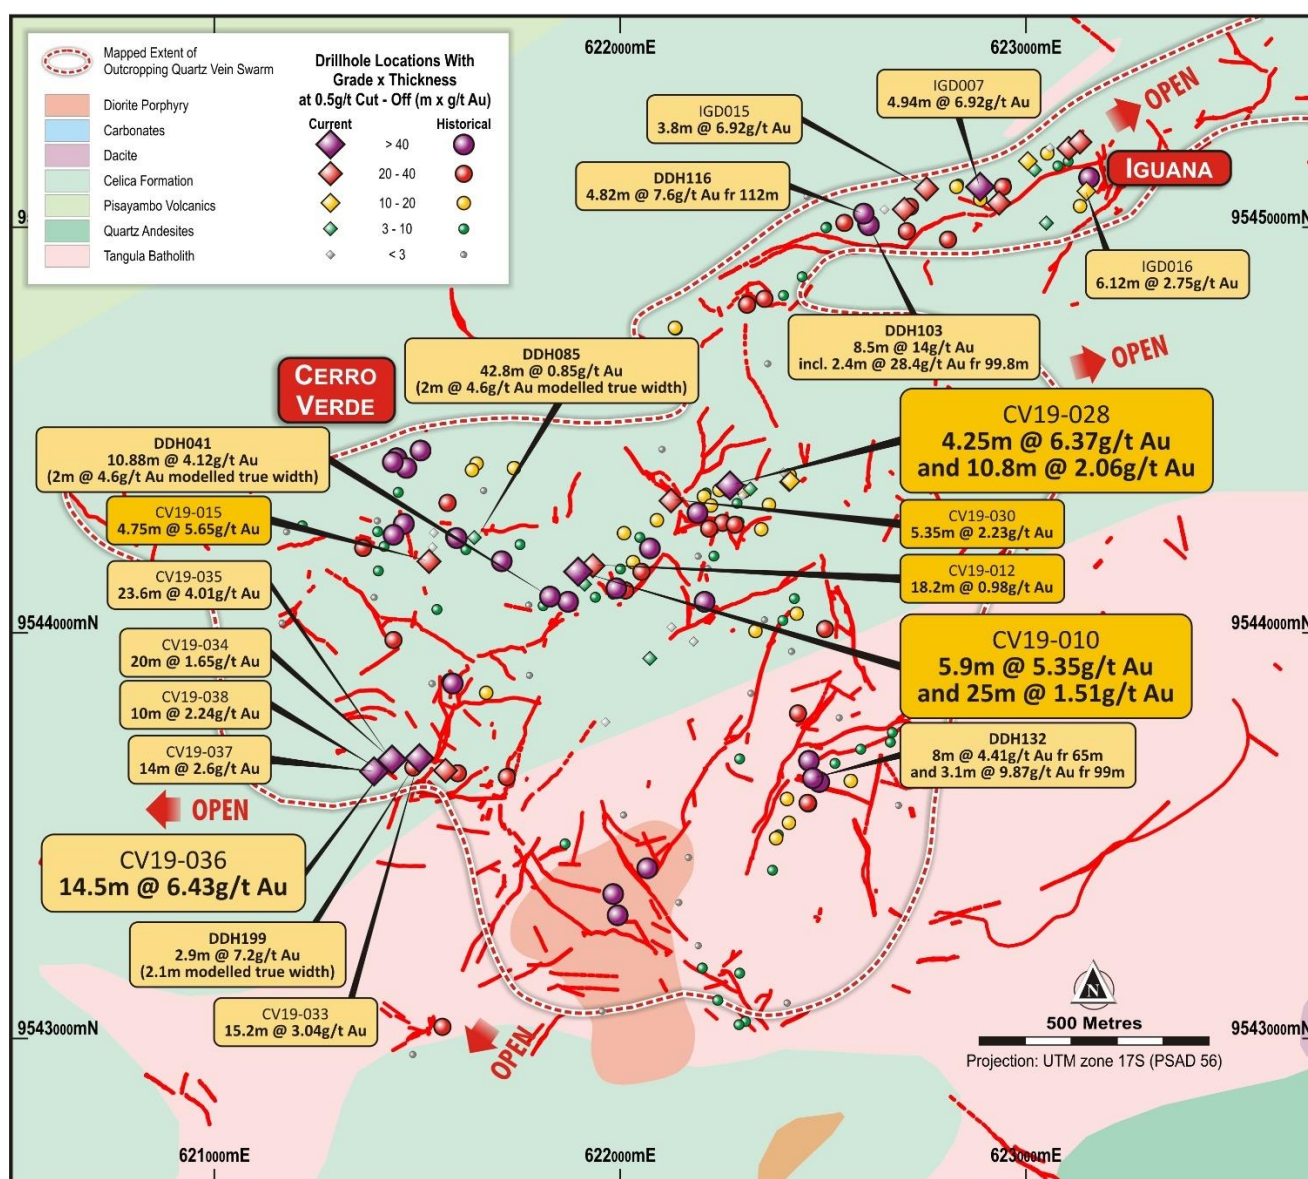 622000mE
623000mE
Mapped Extent of
Outcropping Quartz Vein Swarm
Diorite Porphyry
Carbonates
Dacite
Celica Formation
Pisayambo Volcanics
Quartz Andesites
Tangula Batholith
Drillhole Locations With
Grade x Thickness
at 0.5g/t Cut - Off (m x g/t Au)
Current
Historical
> 40
20 - 40
10 - 20
3 - 10
< 3
IGD007
4.94m @ 6.92g/t Au
IGD015
3.8m @ 6.92g/t Au
OPEN
DDH116
4.82m @ 7.6g/t Au fr 112m
IGUANA
9545000mN
IGD016
6.12m @ 2.75g/t Au
DDH103
8.5m @ 14g/t Au
incl. 2.4m @ 28.4g/t Au fr 99.8m
OPEN
DDH085
42.8m @ 0.85g/t Au
(2m @ 4.6g/t Au modelled true width)
CERRO
VERDE
CV19-028
4.25m @ 6.37g/t Au
and 10.8m @ 2.06g/t Au
DDH041
10.88m @ 4.12g/t Au
(2m @ 4.6g/t Au modelled true width)
CV19-015
4.75m @ 5.65g/t Au
CV19-030
5.35m @ 2.23g/t Au
CV19-035
23.6m @ 4.01g/t Au
CV19-012
18.2m @ 0.98g/t Au
9544000mN
9544000mN
CV19-034
20m @ 1.65g/t Au
CV19-010
5.9m @ 5.35g/t Au
and 25m @ 1.51g/t Au
CV19-038
10m @ 2.24g/t Au
CV19-037
14m @ 2.6g/t Au
DDH132
8m @ 4.41g/t Au fr 65m
and 3.1m @ 9.87g/t Au fr 99m
OPEN
CV19-036
14.5m @ 6.43g/t Au
DDH199
2.9m @ 7.2g/t Au
(2.1m modelled true width)
CV19-033
15.2m @ 3.04g/t Au
OPEN
N
500 Metres
Projection: UTM zone 17S (PSAD 56)
9543000mN
9543000mN
621000mE
622000mE
623000mE